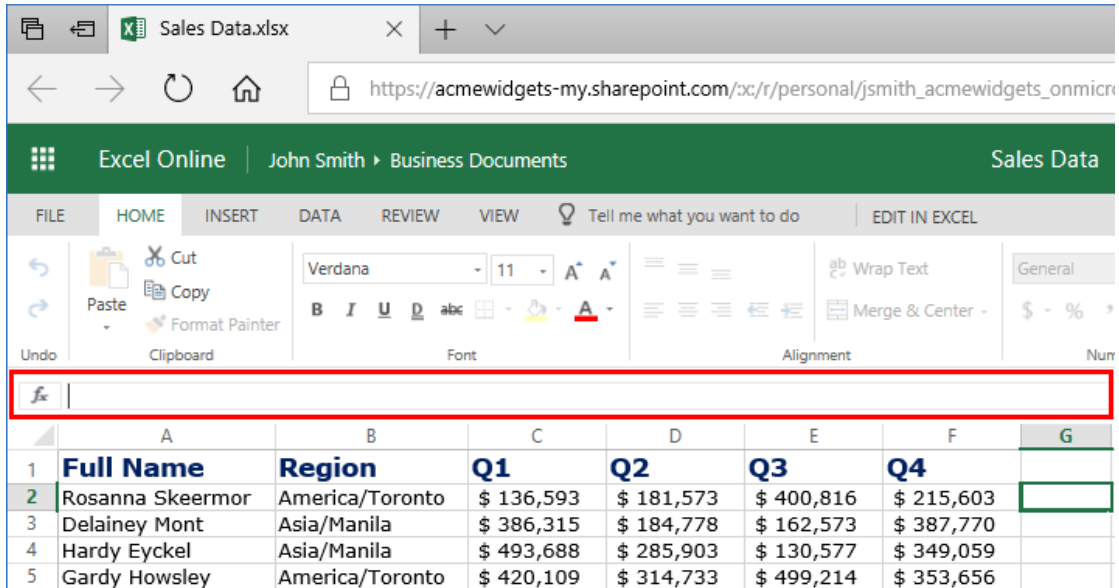 Sales Data.xlsx
https://acmewidgets-my.sharepoint.com/:x:/r/personal/jsmith_acmewidgets_onmicr
Excel Online | John Smith ▸ Business Documents Sales Data
FILE HOME INSERT DATA REVIEW VIEW Tell me what you want to do EDIT IN EXCEL
Cut
Verdana 11 A A ab Wrap Text General
Paste Copy
B I U D abc A Merge & Center $ %
Format Painter
Undo Clipboard Font Alignment Num
fx
A B C D E F G
1 Full Name Region Q1 Q2 Q3 Q4
2 Rosanna Skeermor America/Toronto $ 136,593 $ 181,573 $ 400,816 $ 215,603
3 Delainey Mont Asia/Manila $ 386,315 $ 184,778 $ 162,573 $ 387,770
4 Hardy Eyckel Asia/Manila $ 493,688 $ 285,903 $ 130,577 $ 349,059
5 Gardy Howsley America/Toronto $ 420,109 $ 314,733 $ 499,214 $ 353,656